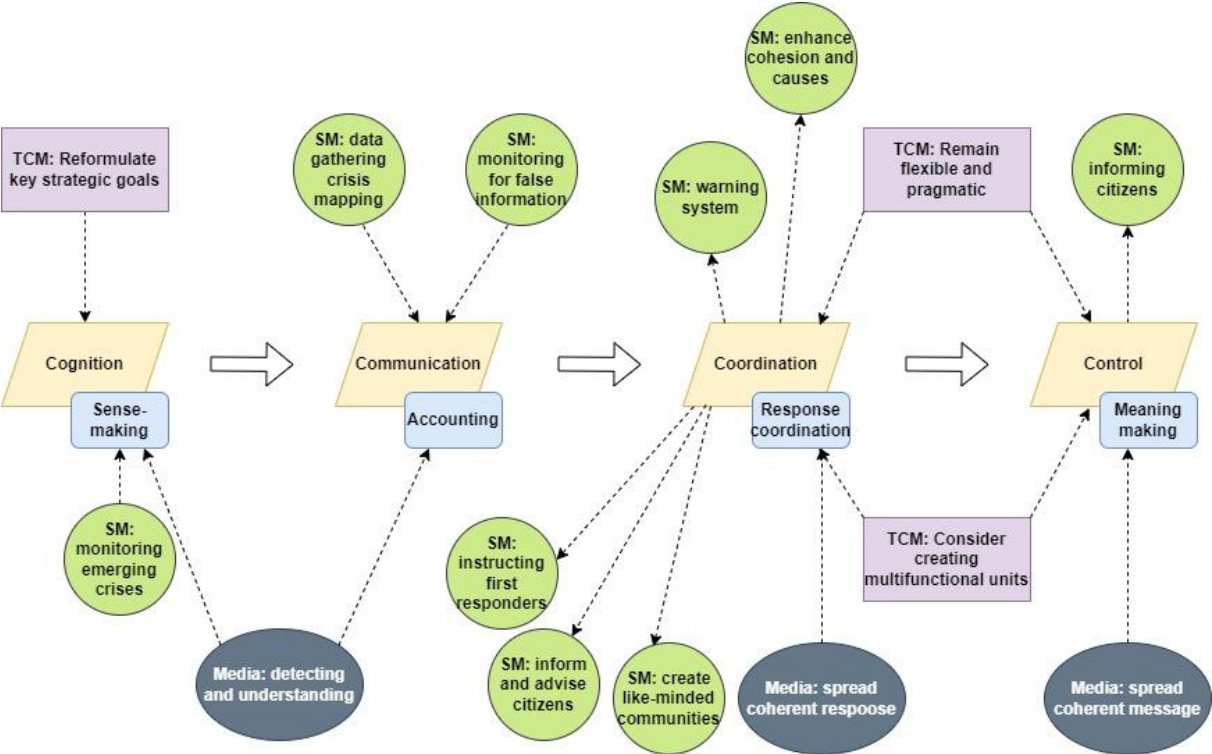 SM: enhance
cohesion and
causes
TCM: Reformulate
key strategic goals
SM: data
gathering
crisis
mapping
SM:
monitoring
for false
information
SM: warning
system
TCM: Remain
flexible and
pragmatic
SM:
informing
citizens
Cognition
Communication
Coordination
Control
Sense-
making
Accounting
Response
coordination
Meaning
making
SM:
monitoring
emerging
crises
SM:
instructing
first
responders
TCM: Consider
creating
multifunctional units
Media: detecting
and understanding
SM: inform
and advise
citizens
SM: create
like-minded
communities
Media: spread
coherent respoose
Media: spread
coherent message